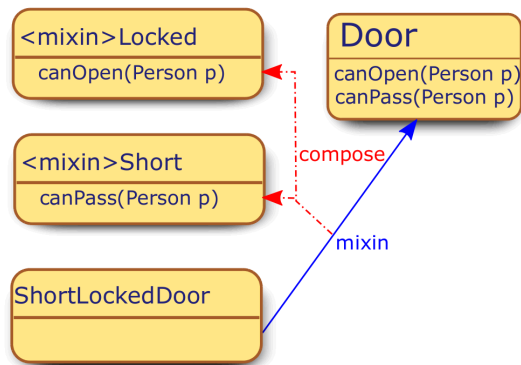 <mixin>Locked
canOpen(Person p)
Door
canOpen(Person p)
canPass(Person p)
compose
<mixin>Short
canPass(Person p)
mixin
ShortLockedDoor